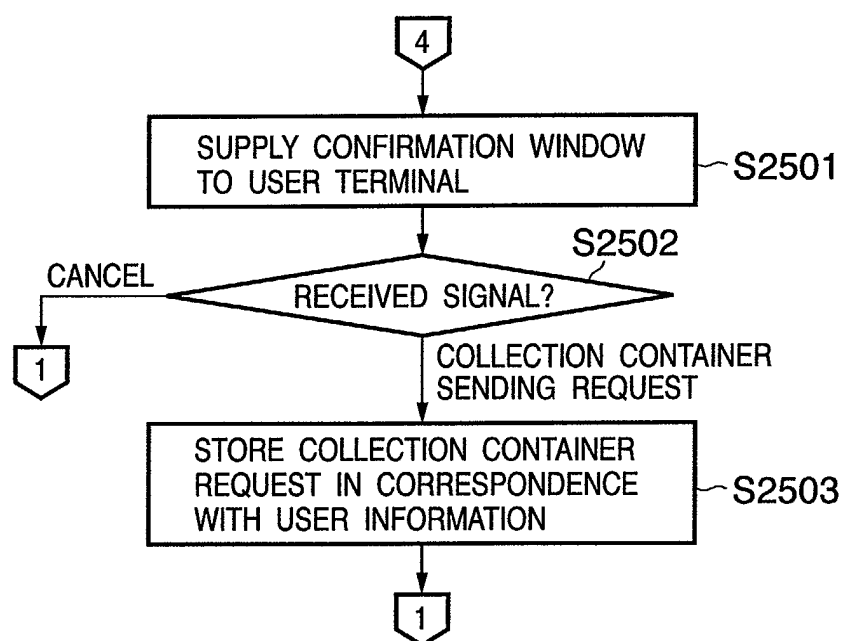 4
SUPPLY CONFIRMATION WINDOW
TO USER TERMINAL
S2501
S2502
CANCEL
RECEIVED SIGNAL?
1
COLLECTION CONTAINER
SENDING REQUEST
STORE COLLECTION CONTAINER
REQUEST IN CORRESPONDENCE
WITH USER INFORMATION
S2503
1